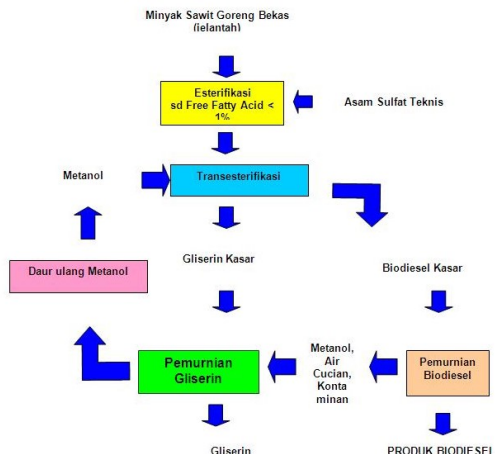 Minyak Sawit Goreng Bekas
(jelantah)
Esterifikasi
sd Free Fatty Acid <
1%
Asam Sulfat Teknis
Metanol
Transesterifikasi
Gliserin Kasar
Biodiesel Kasar
Daur ulang Metanol
Pemurnian
Gliserin
Metanol,
Air
Cucian,
Konta
minan
Pemurnian
Biodiesel
Gliserin
PRODUK BIODIESEL